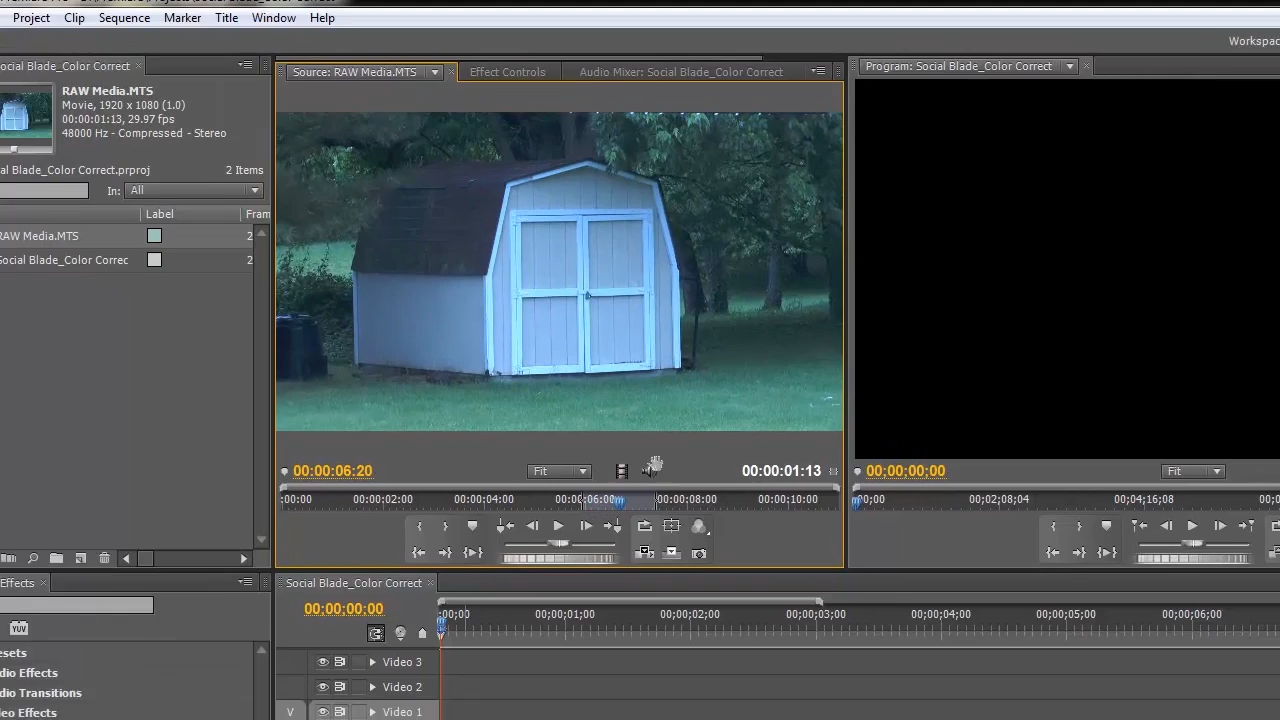 Project Clip Sequence Marker Title Window Help
Workspac
ocial Blade_Color Correct
Source: RAW Media.MTS
Effect Controls
Audio Mixer: Social Blade_Color Correct
Program: Social Blade_Color Correct
RAW Media.MTS
Movie, 1920 x 1080 (1.0)
00:00:01:13, 29.97 fps
48000 Hz - Compressed - Stereo
al Blade_Color Correct.prproj
2 Items
In: All
Label
Fram
RAW Media.MTS
2
Social Blade_Color Correc
2
00:00:06:20
Fit
00:00:01:13
00;00;00;00
Fit
:00:00 00:00:02:00 00:00:04:00 00:00:06:00 00:00:08:00 00:00:10:00
00;00 00;02;08;04 00;04;16;08
Effects
Social Blade_Color Correct
00:00:00:00
;00;00 00;00;01;00 00;00;02;00 00;00;03;00 00;00;04;00 00;00;05;00 00;00;06;00
YUV
esets
dio Effects
dio Transitions
deo Effects
Video 3
Video 2
V Video 1